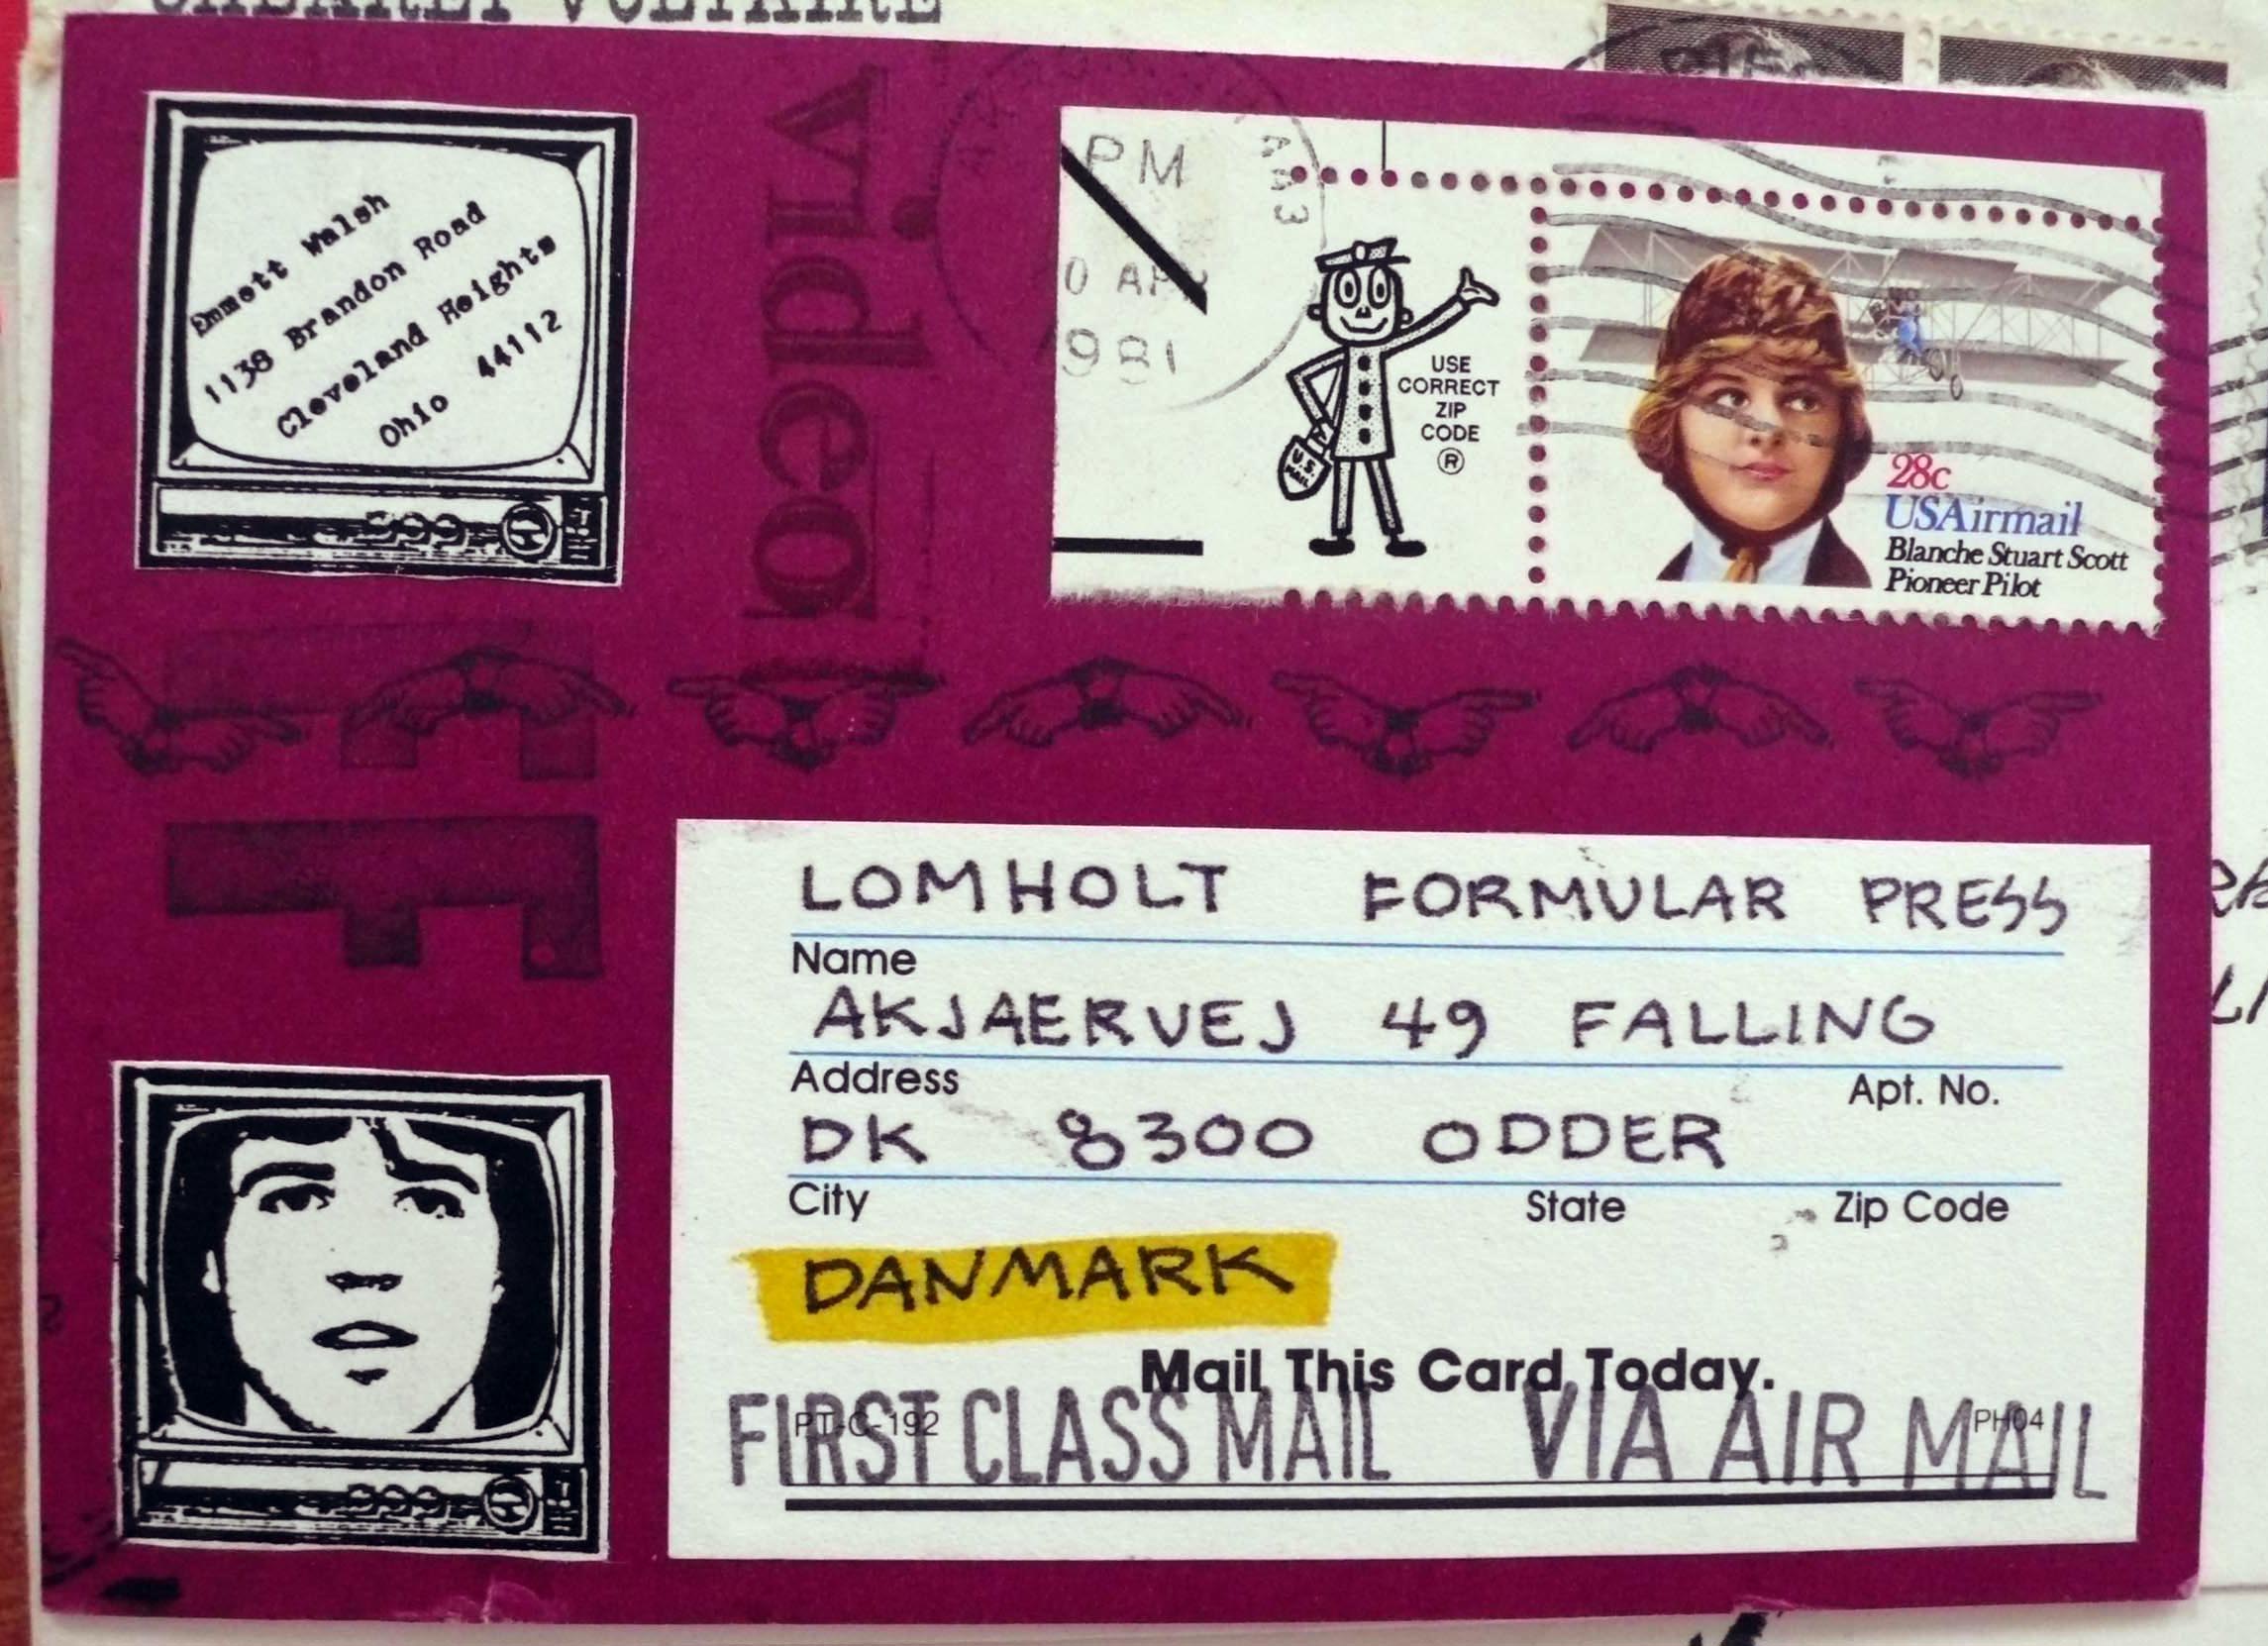 CABARET VOLTAIRE
Emmett Walsh
1138 Brandon Road
Cleveland Heights
Ohio 44112
video
PM
1981
USE
CORRECT
ZIP
CODE
®
28c
USAirmail
Blanche Stuart Scott
Pioneer Pilot
LOMHOLT FORMULAR PRESS
Name
AKJAERVEJ 49 FALLING
Address Apt. No.
DK 8300 ODDER
City State Zip Code
DANMARK
Mail This Card Today.
PT-C-192 PH04
FIRST CLASS MAIL VIA AIR MAIL